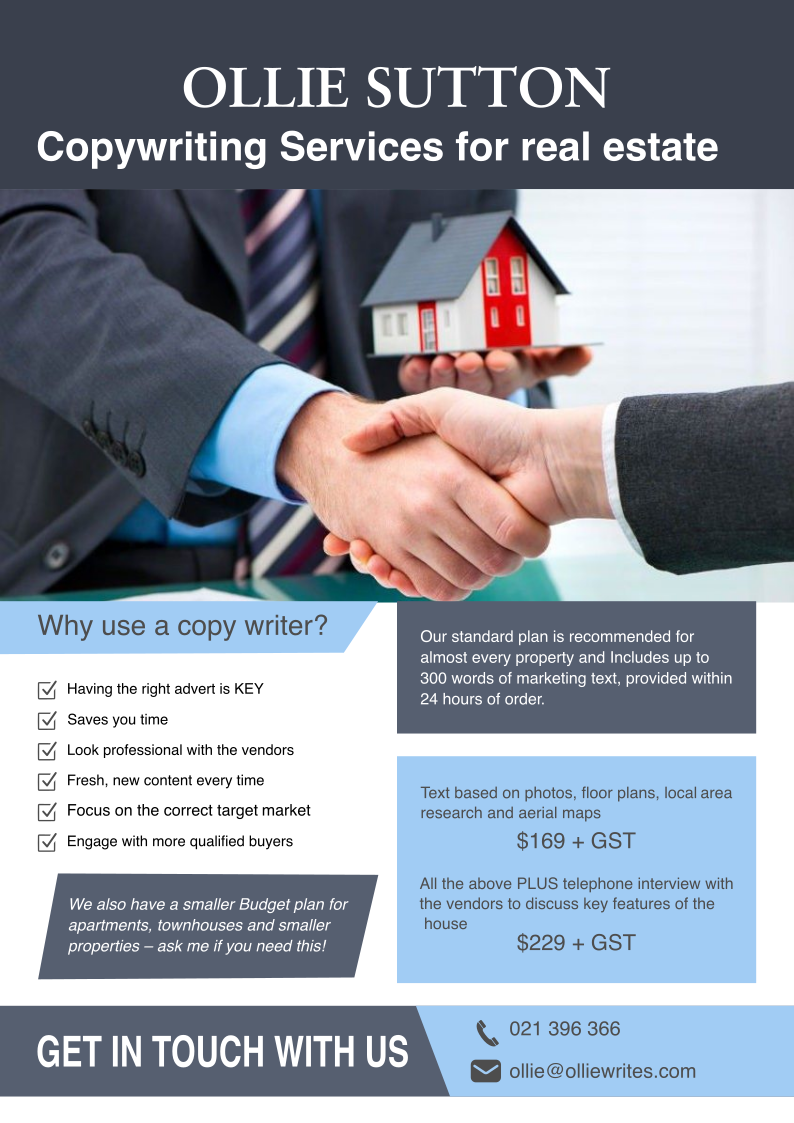 OLLIE SUTTON
Copywriting Services for real estate
Why use a copy writer?
Having the right advert is KEY
Saves you time
Look professional with the vendors
Fresh, new content every time
Focus on the correct target market
Engage with more qualified buyers
We also have a smaller Budget plan for
apartments, townhouses and smaller
properties – ask me if you need this!
Our standard plan is recommended for
almost every property and Includes up to
300 words of marketing text, provided within
24 hours of order.
Text based on photos, floor plans, local area
research and aerial maps
$169 + GST
All the above PLUS telephone interview with
the vendors to discuss key features of the
house
$229 + GST
GET IN TOUCH WITH US
021 396 366
ollie@olliewrites.com